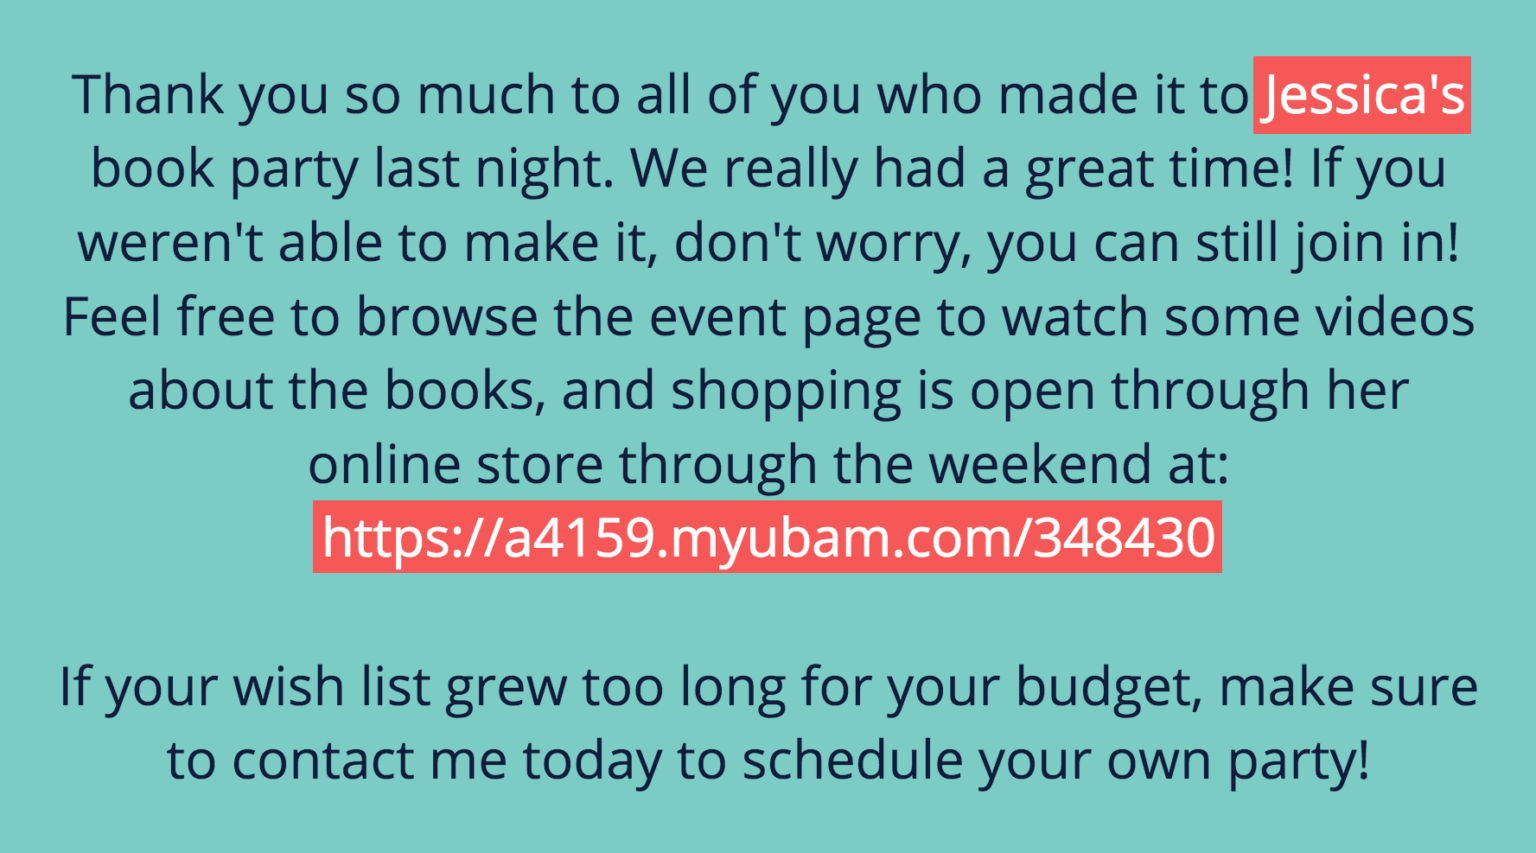 Thank you so much to all of you who made it to Jessica's
book party last night. We really had a great time! If you
weren't able to make it, don't worry, you can still join in!
Feel free to browse the event page to watch some videos
about the books, and shopping is open through her
online store through the weekend at:
https://a4159.myubam.com/348430
If your wish list grew too long for your budget, make sure
to contact me today to schedule your own party!